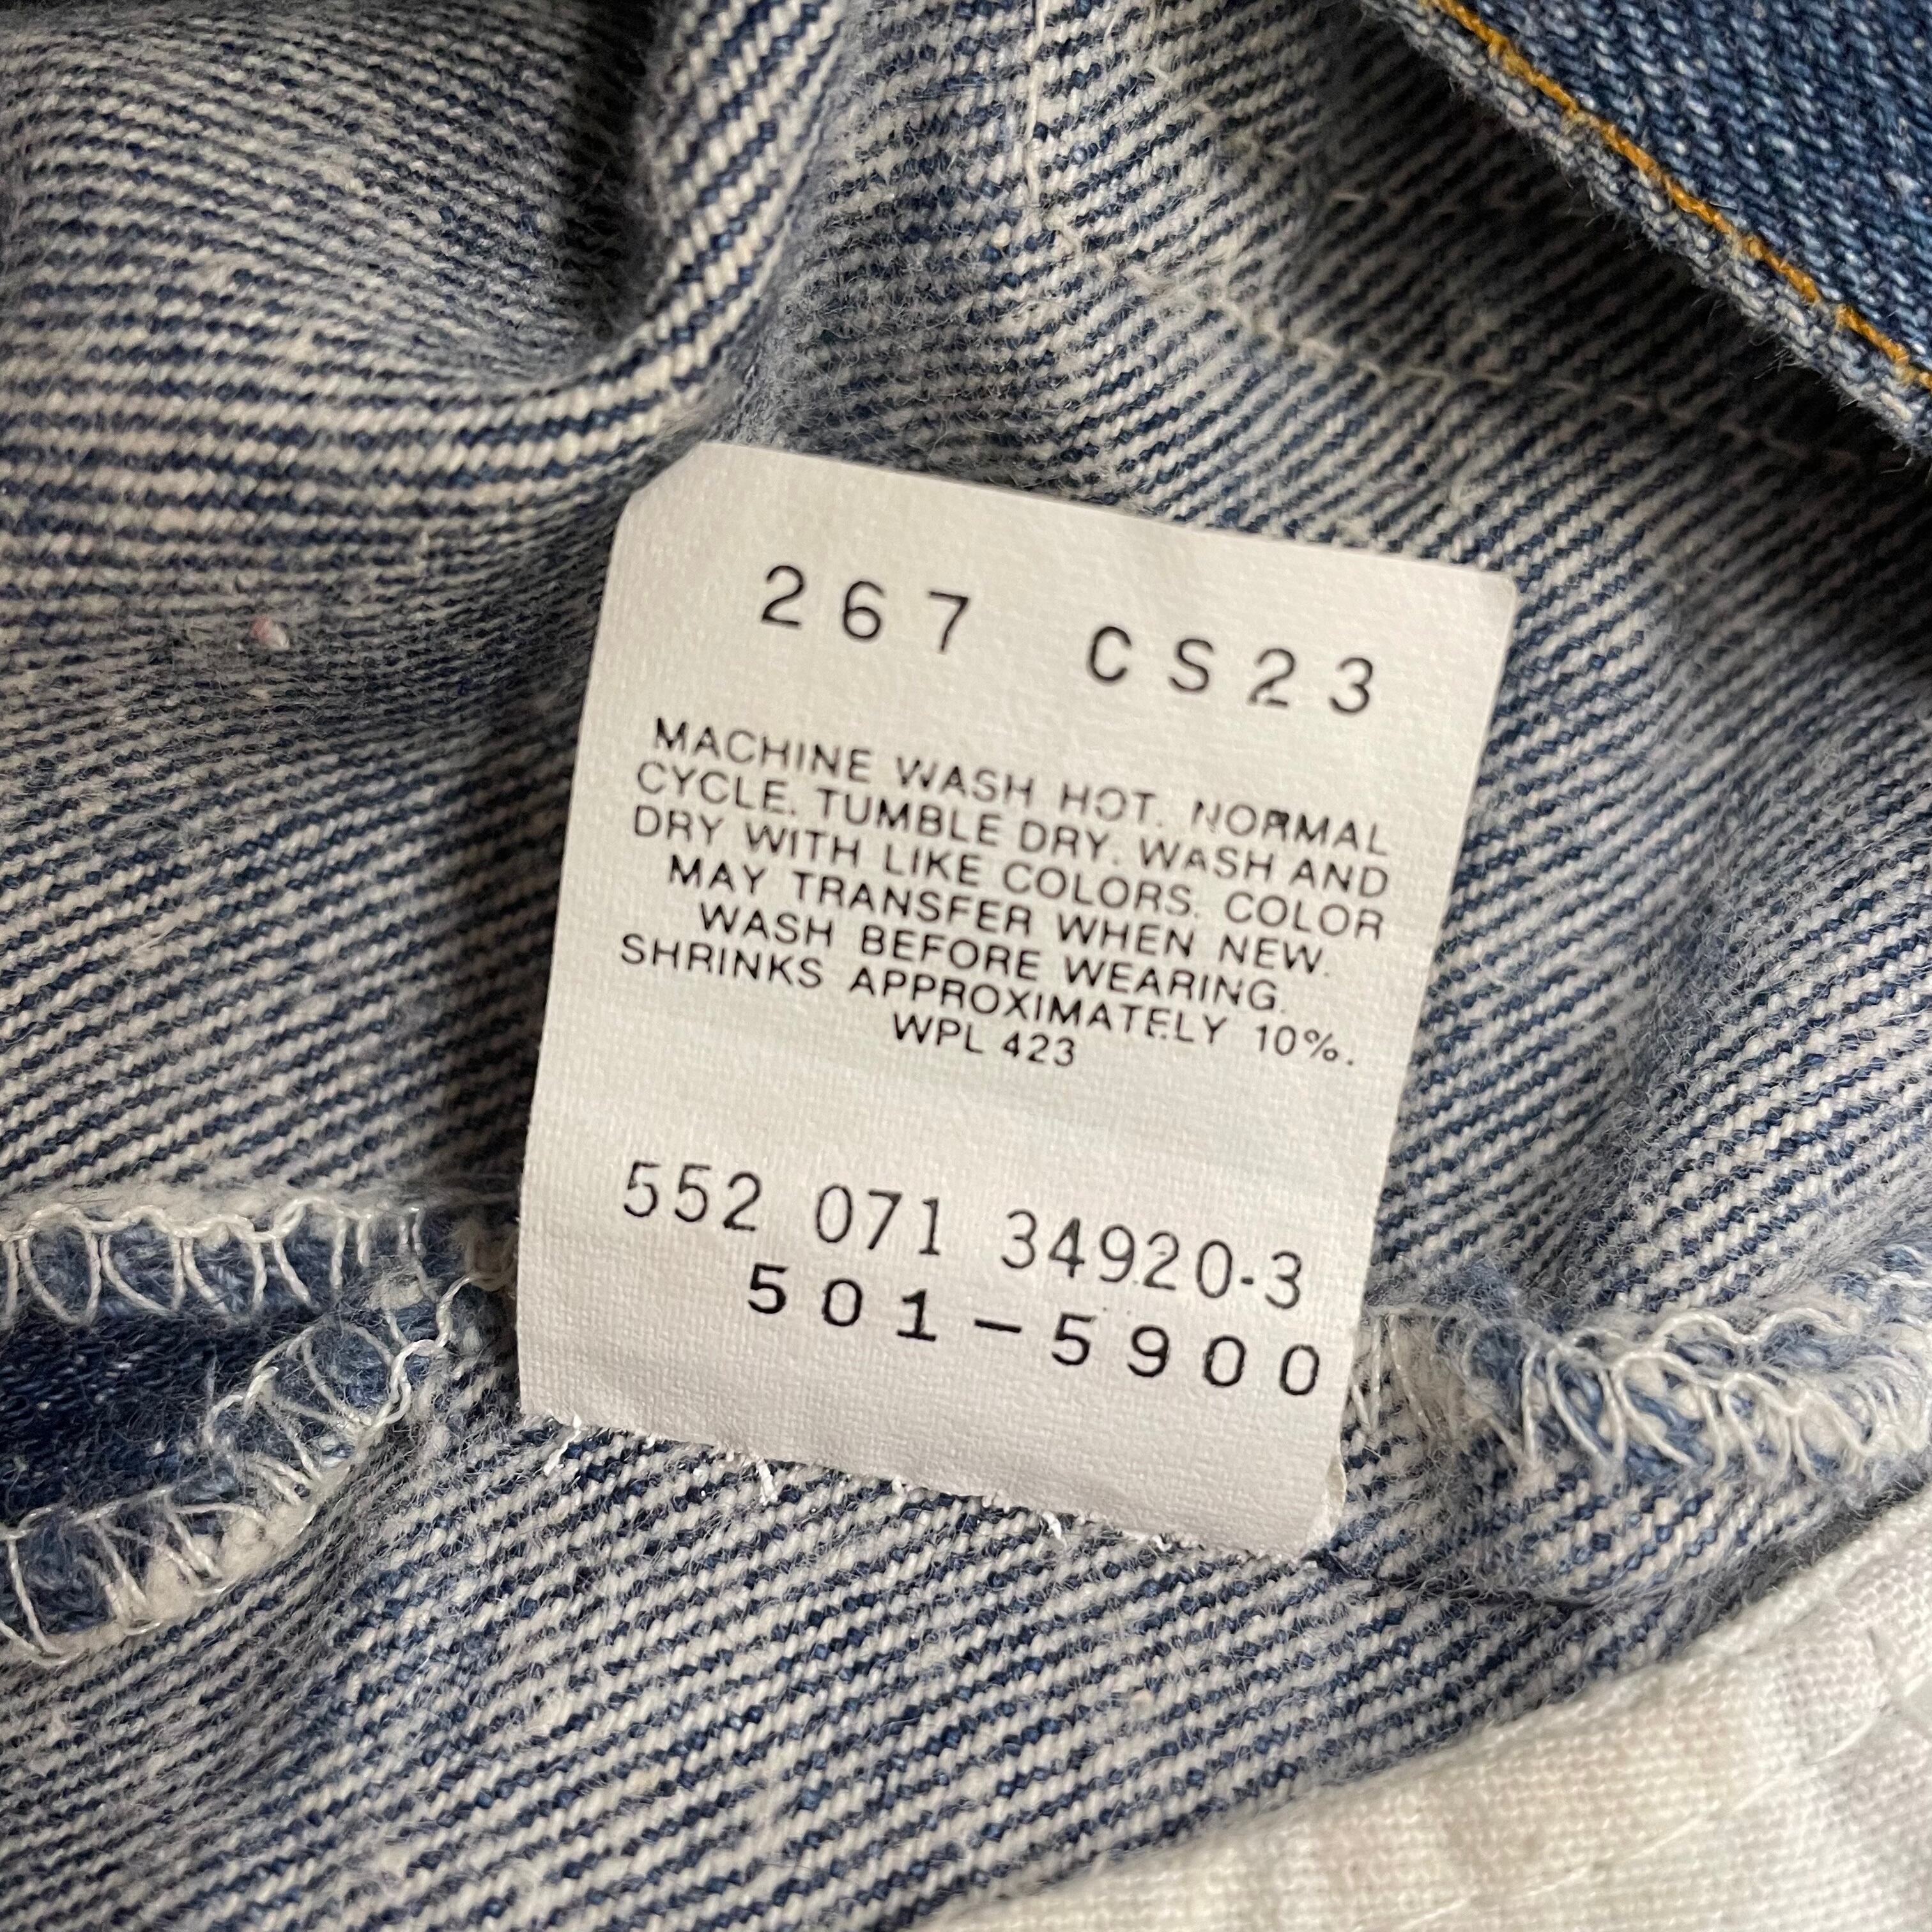 267 CS23
MACHINE WASH HOT. NORMAL
CYCLE. TUMBLE DRY. WASH AND
DRY WITH LIKE COLORS. COLOR
MAY TRANSFER WHEN NEW.
WASH BEFORE WEARING.
SHRINKS APPROXIMATELY 10%.
WPL 423
552 071 34920-3
501-5900